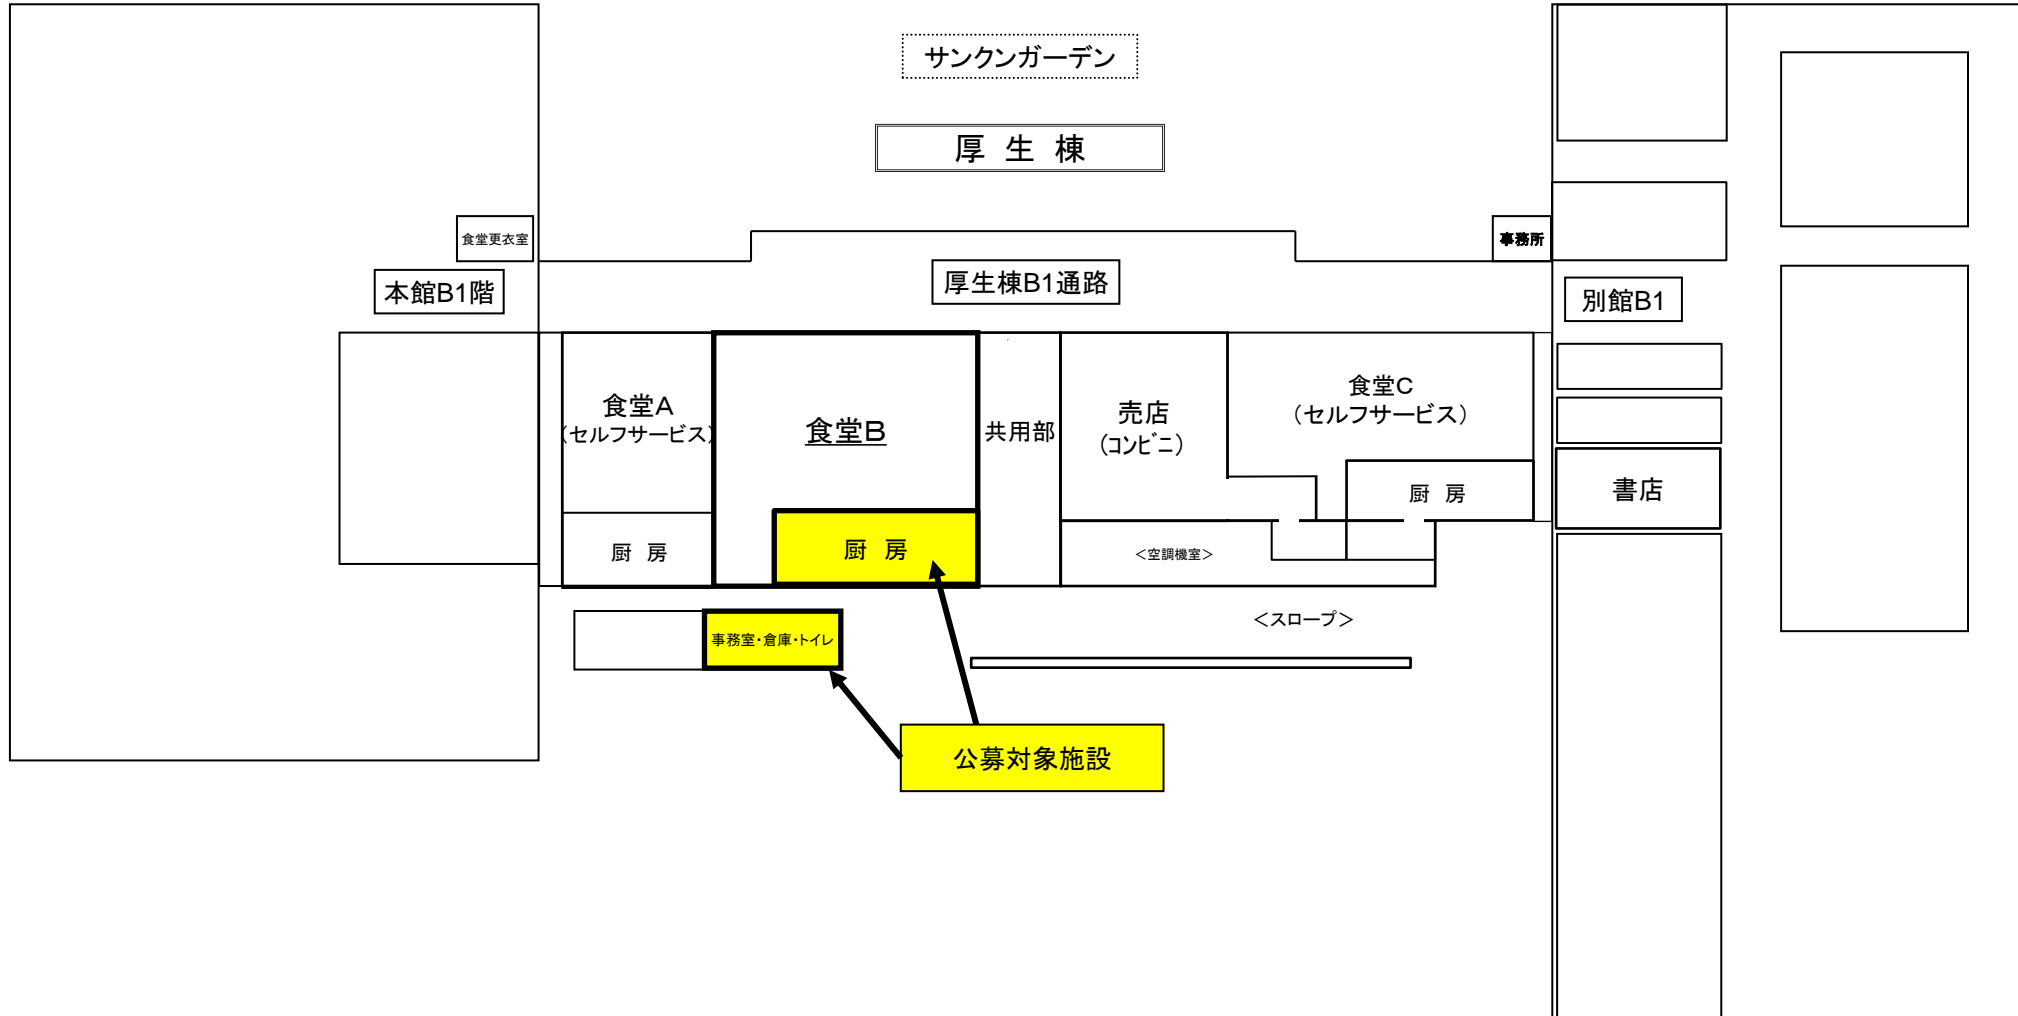 サンクンガーデン
厚 生 棟
食堂更衣室
事務所
本館B1階
厚生棟B1通路
別館B1
食堂A
(セルフサービス)
食堂B
共用部
売店
(コンビニ)
食堂C
(セルフサービス)
厨 房
書店
厨 房
厨 房
<空調機室>
事務室・倉庫・トイレ
<スロープ>
公募対象施設